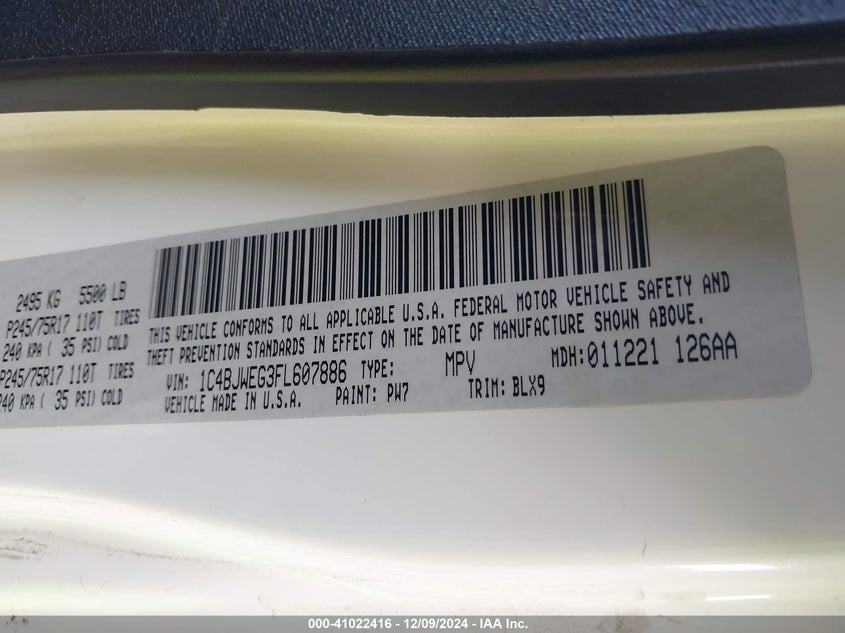 2495 KG 5500 LB
P245/75R17 110T TIRES
240 KPA ( 35 PSI) COLD
P245/75R17 110T TIRES
240 KPA ( 35 PSI) COLD
THIS VEHICLE CONFORMS TO ALL APPLICABLE U.S.A. FEDERAL MOTOR VEHICLE SAFETY AND
THEFT PREVENTION STANDARDS IN EFFECT ON THE DATE OF MANUFACTURE SHOWN ABOVE.
VIN: 1C4BJWEG3FL607886 TYPE: MPV MDH:011221 126AA
VEHICLE MADE IN U.S.A. PAINT: PW7 TRIM: BLX9
000-41022416 - 12/09/2024 - IAA Inc.